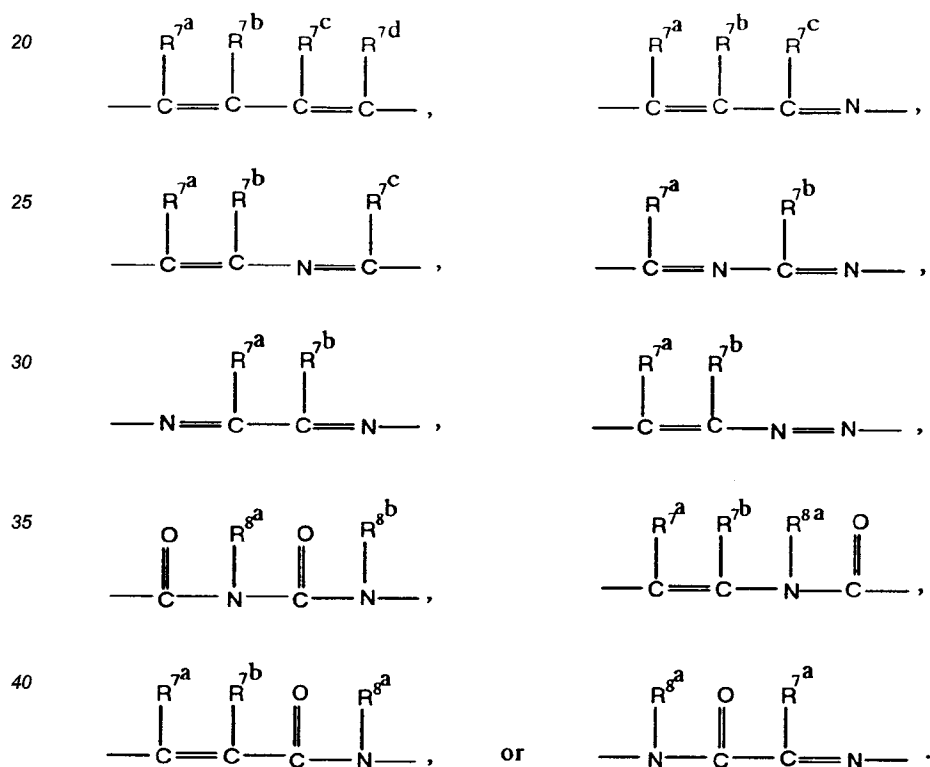 20 R7a R7b R7c R7d R7a R7b R7c
C C C C , C C C N ,
25 R7a R7b R7c R7a R7b
C C N C , C N C N ,
30 R7a R7b R7a R7b
N C C N , C C N N ,
35 O R8a O R8b R7a R7b R8a O
C N C N , C C N C ,
40 R7a R7b O R8a R8a O R7a
C C C N , or N C C N .